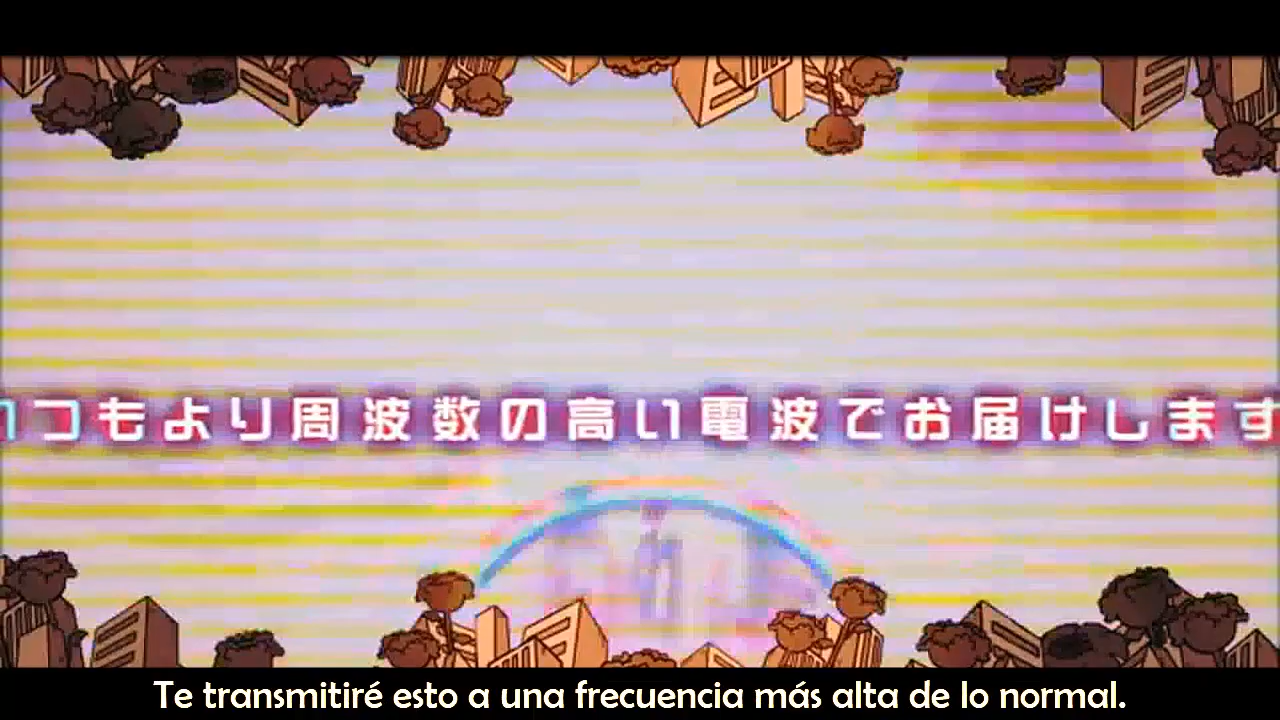 いつもより周波数の高い電波でお届けします
Te transmitiré esto a una frecuencia más alta de lo normal.